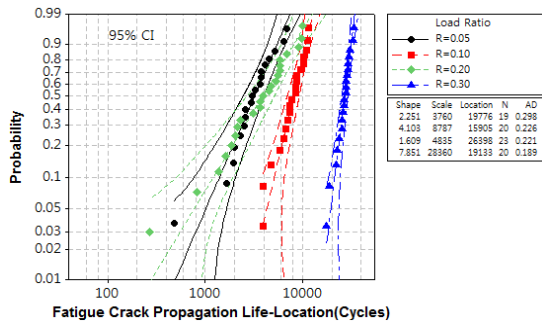 95% CI
Probability
0.99
0.9
0.8
0.7
0.6
0.5
0.4
0.3
0.2
0.1
0.05
0.03
0.02
0.01
100 1000 10000
Fatigue Crack Propagation Life-Location(Cycles)
Load Ratio
R=0.05
R=0.10
R=0.20
R=0.30
Shape Scale Location N AD
2.251 3760 19776 19 0.298
4.103 8787 15905 20 0.226
1.609 4835 26398 23 0.221
7.851 28360 19133 20 0.189